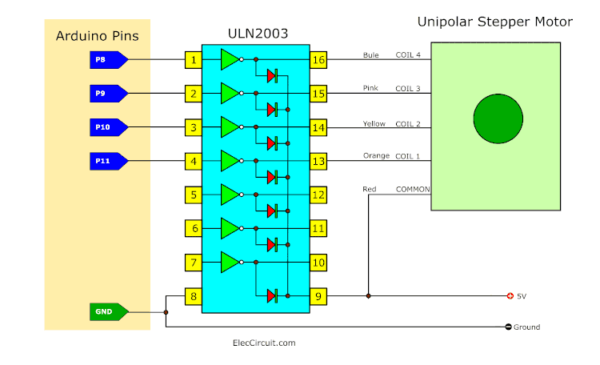 Unipolar Stepper Motor
Arduino Pins
ULN2003
P8
1
16
Bule COIL 4
P9
2
15
Pink COIL 3
P10
3
14
Yellow COIL 2
P11
4
13
Orange COIL 1
5
12
Red COMMON
6
11
7
10
8
9
5V
GND
Ground
ElecCircuit.com